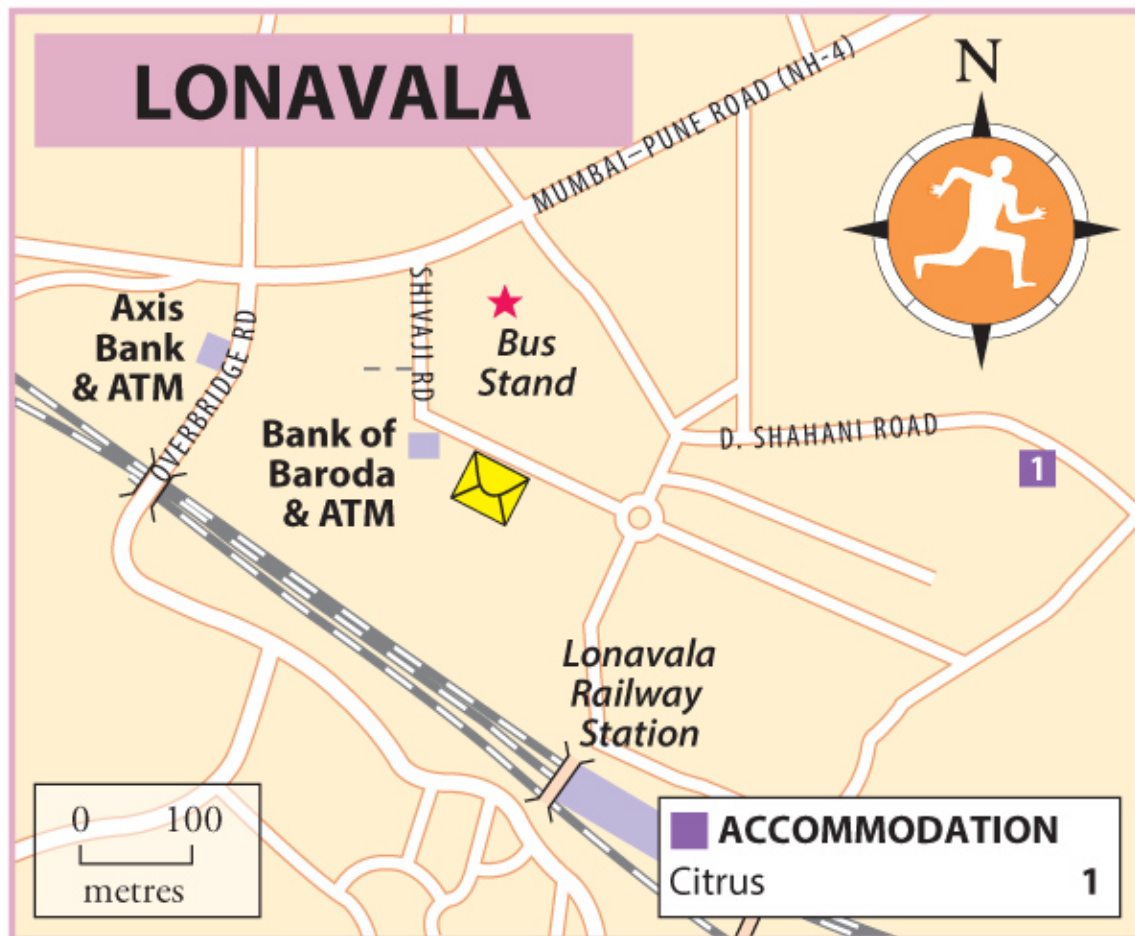 LONAVALA
N
MUMBAI–PUNE ROAD (NH-4)
SHIVAJI RD
Axis
Bank
& ATM
OVERBRIDGE RD
Bus
Stand
D. SHAHANI ROAD
1
Bank of
Baroda
& ATM
Lonavala
Railway
Station
0 100
metres
ACCOMMODATION
Citrus 1